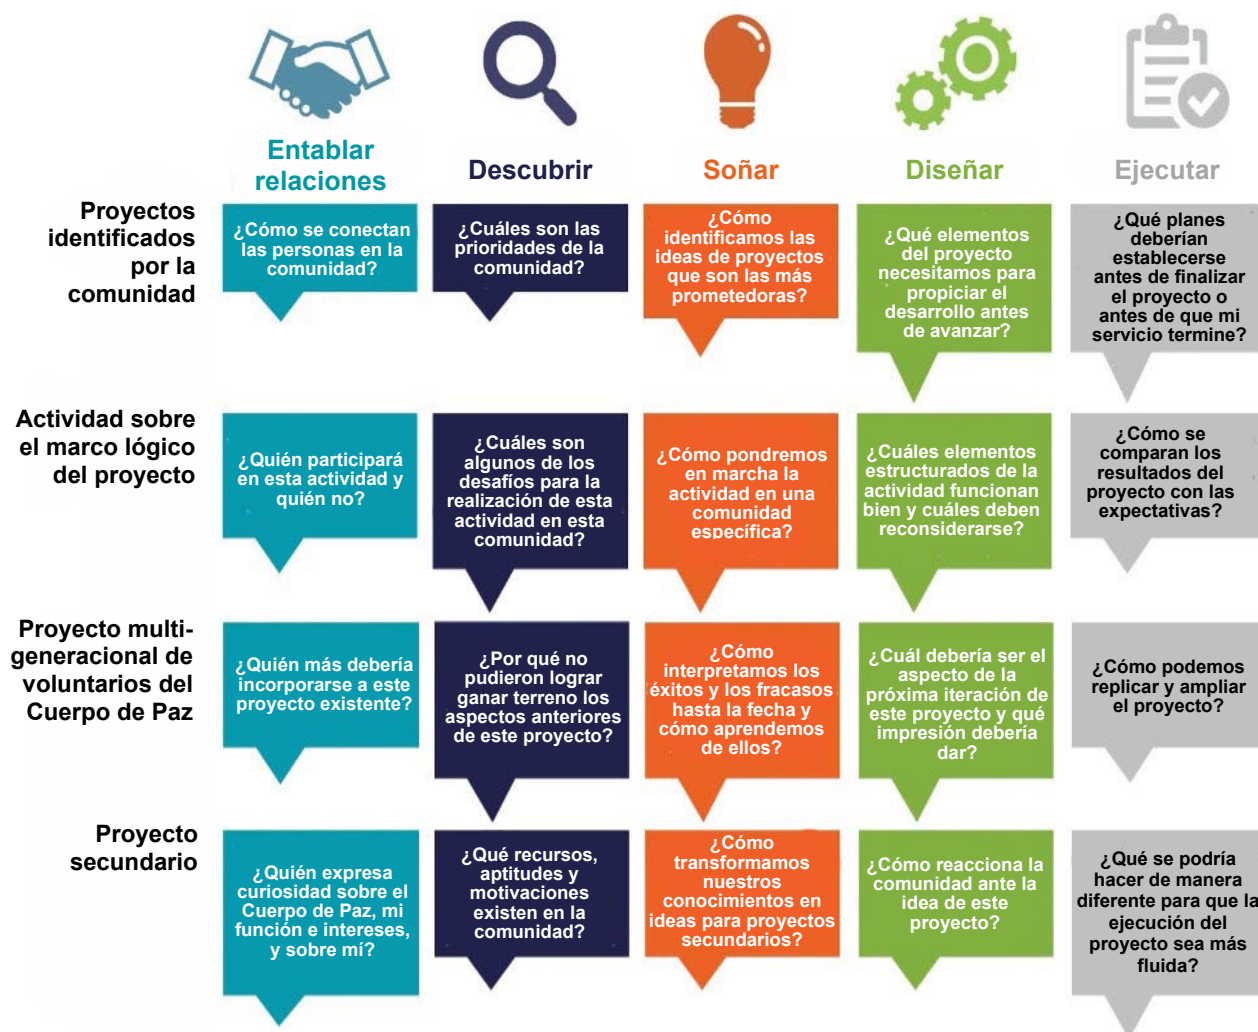 Entablar
relaciones
Descubrir
Soñar
Diseñar
Ejecutar
Proyectos
identificados
por la
comunidad
¿Cómo se conectan
las personas en la
comunidad?
¿Cuáles son las
prioridades de la
comunidad?
¿Cómo
identificamos las
ideas de proyectos
que son las más
prometedoras?
¿Qué elementos
del proyecto
necesitamos para
propiciar el
desarrollo antes
de avanzar?
¿Qué planes
deberían
establecerse
antes de finalizar
el proyecto o
antes de que mi
servicio termine?
Actividad sobre
el marco lógico
del proyecto
¿Quién participará
en esta actividad y
quién no?
¿Cuáles son
algunos de los
desafíos para la
realización de esta
actividad en esta
comunidad?
¿Cómo pondremos
en marcha la
actividad en una
comunidad
específica?
¿Cuáles elementos
estructurados de la
actividad funcionan
bien y cuáles deben
reconsiderarse?
¿Cómo se
comparan los
resultados del
proyecto con las
expectativas?
Proyecto multi-
generacional de
voluntarios del
Cuerpo de Paz
¿Quién más debería
incorporarse a este
proyecto existente?
¿Por qué no
pudieron lograr
ganar terreno los
aspectos anteriores
de este proyecto?
¿Cómo
interpretamos los
éxitos y los fracasos
hasta la fecha y
cómo aprendemos
de ellos?
¿Cuál debería ser el
aspecto de la
próxima iteración de
este proyecto y qué
impresión debería
dar?
¿Cómo podemos
replicar y ampliar
el proyecto?
Proyecto
secundario
¿Quién expresa
curiosidad sobre el
Cuerpo de Paz, mi
función e intereses,
y sobre mí?
¿Qué recursos,
aptitudes y
motivaciones
existen en la
comunidad?
¿Cómo
transformamos
nuestros
conocimientos en
ideas para proyectos
secundarios?
¿Cómo reacciona la
comunidad ante la
idea de este
proyecto?
¿Qué se podría
hacer de manera
diferente para que la
ejecución del
proyecto sea más
fluida?